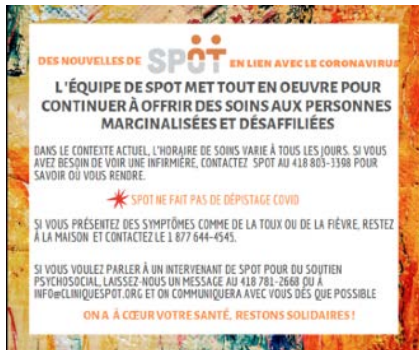 DES NOUVELLES DE SPOT EN LIEN AVEC LE CORONAVIRUS
L'ÉQUIPE DE SPOT MET TOUT EN OEUVRE POUR
CONTINUER À OFFRIR DES SOINS AUX PERSONNES
MARGINALISÉES ET DÉSAFFILIÉES
DANS LE CONTEXTE ACTUEL, L'HORAIRE DE SOINS VARIE À TOUS LES JOURS. SI VOUS
AVEZ BESOIN DE VOIR UNE INFIRMIÈRE, CONTACTEZ SPOT AU 418 803-3398 POUR
SAVOIR OÙ VOUS RENDRE.
SPOT NE FAIT PAS DE DÉPISTAGE COVID
SI VOUS PRÉSENTEZ DES SYMPTÔMES COMME DE LA TOUX OU DE LA FIÈVRE, RESTEZ
À LA MAISON ET CONTACTEZ LE 1 877 644-4545.
SI VOUS VOULEZ PARLER À UN INTERVENANT DE SPOT POUR DU SOUTIEN
PSYCHOSOCIAL, LAISSEZ-NOUS UN MESSAGE AU 418 781-2668 OU À
INFO@CLINIQUESPOT.ORG ET ON COMMUNIQUERA AVEC VOUS DÈS QUE POSSIBLE
ON A À CŒUR VOTRE SANTÉ, RESTONS SOLIDAIRES !